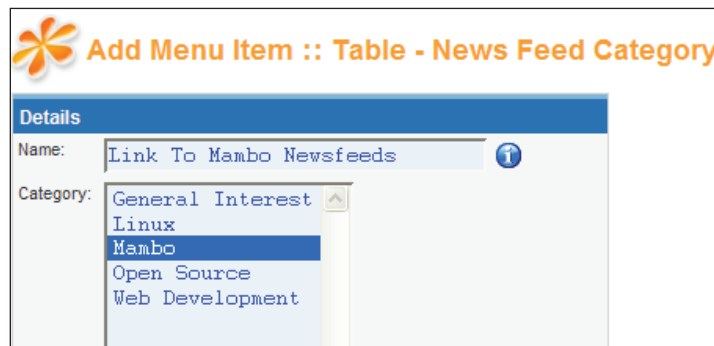 Add Menu Item :: Table - News Feed Category
Details
Name: Link To Mambo Newsfeeds
Category: General Interest
Linux
Mambo
Open Source
Web Development